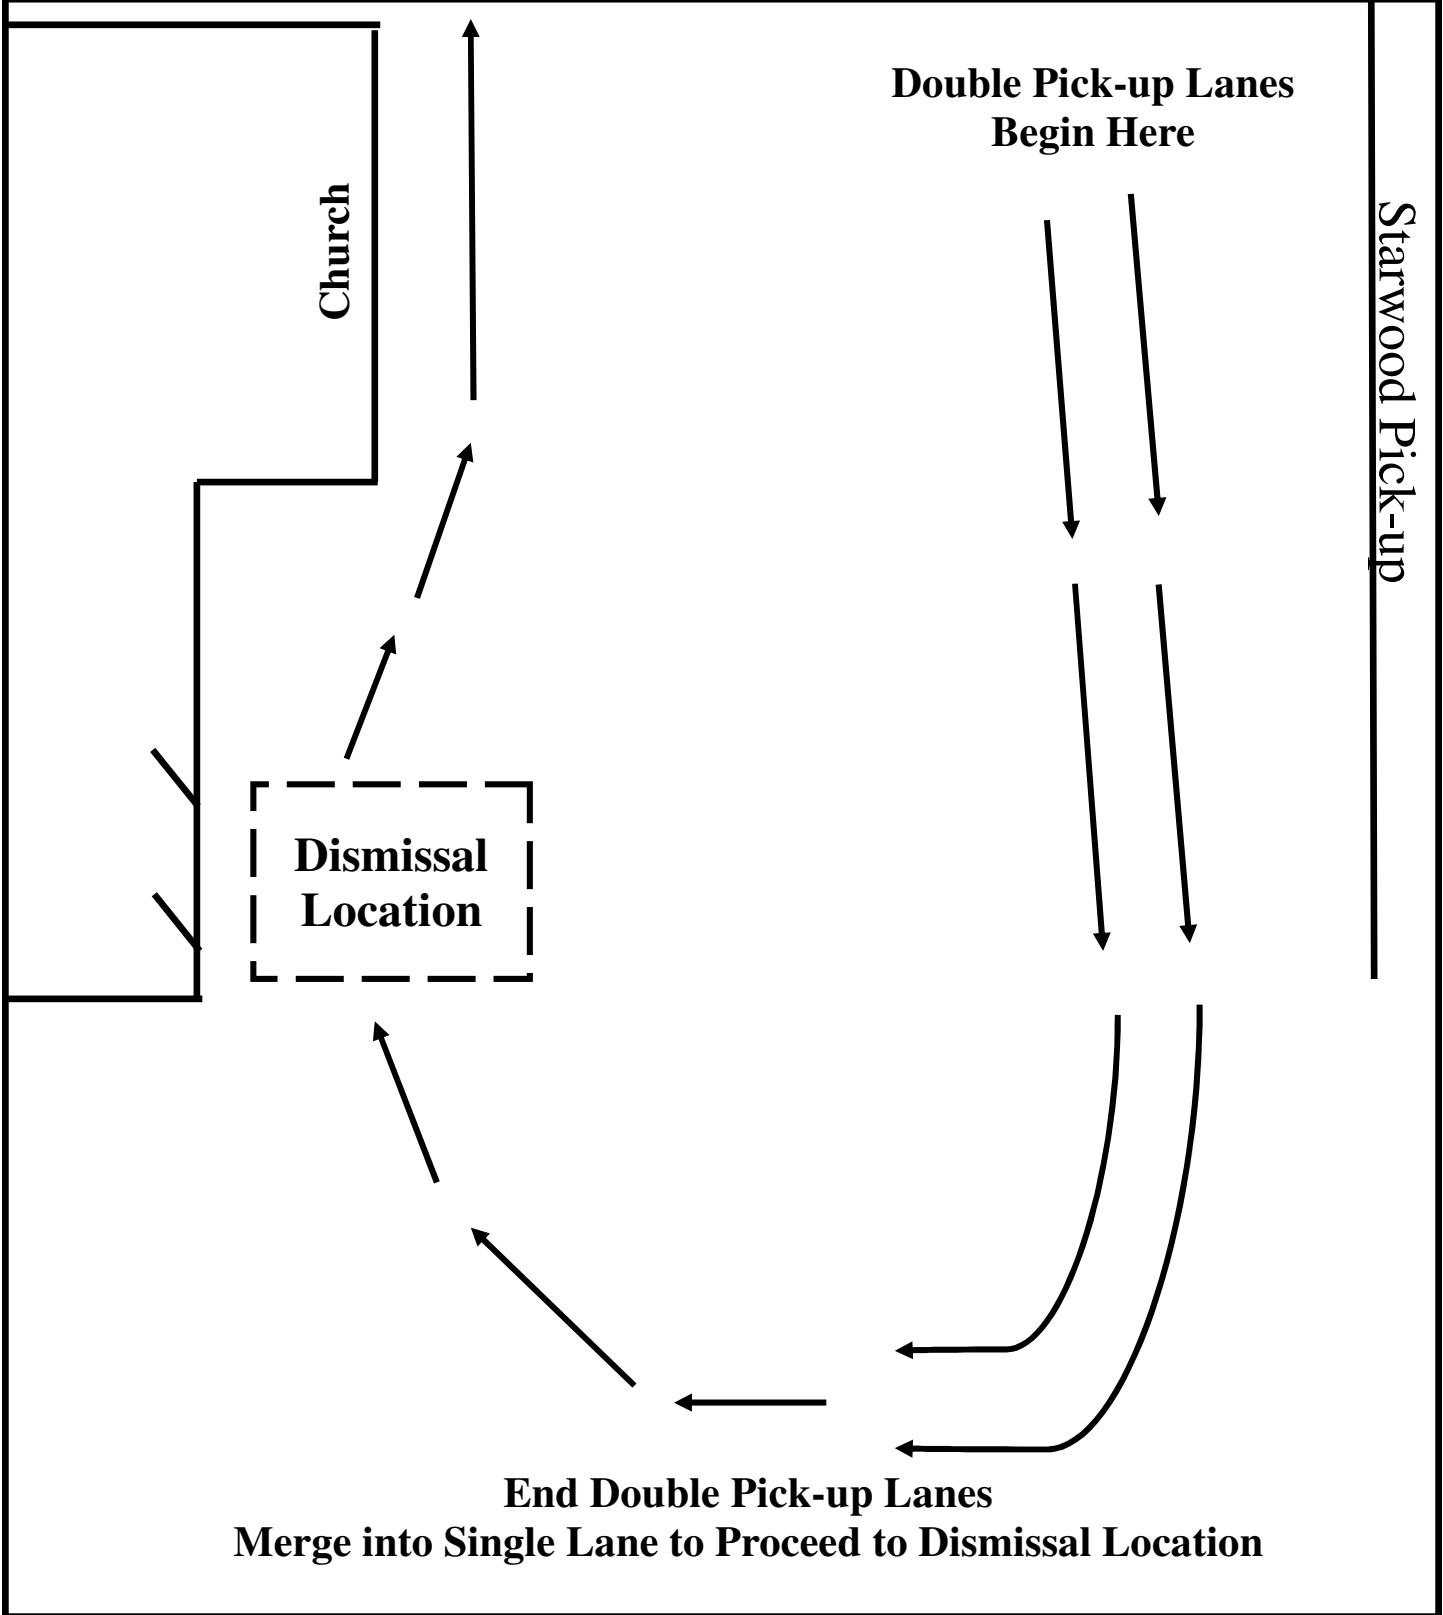 Double Pick-up Lanes
Begin Here
Church
Starwood Pick-up
Dismissal
Location
End Double Pick-up Lanes
Merge into Single Lane to Proceed to Dismissal Location